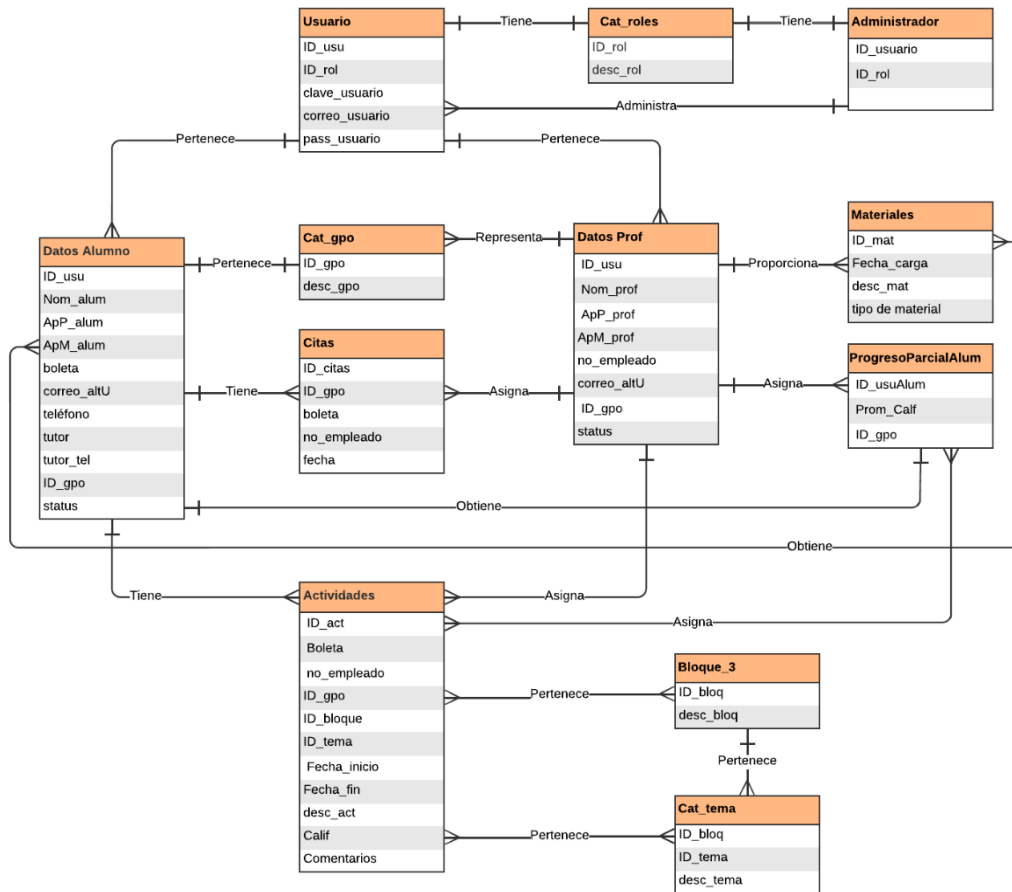 Usuario
ID_usu
ID_rol
clave_usuario
correo_usuario
pass_usuario
Tiene
Cat_roles
ID_rol
desc_rol
Tiene
Administrador
ID_usuario
ID_rol
Administra
Pertenece
Pertenece
Datos Alumno
ID_usu
Nom_alum
ApP_alum
ApM_alum
boleta
correo_altU
teléfono
tutor
tutor_tel
ID_gpo
status
Pertenece
Cat_gpo
ID_gpo
desc_gpo
Representa
Datos Prof
ID_usu
Nom_prof
ApP_prof
ApM_prof
no_empleado
correo_altU
ID_gpo
status
Proporciona
Materiales
ID_mat
Fecha_carga
desc_mat
tipo de material
Tiene
Citas
ID_citas
ID_gpo
boleta
no_empleado
fecha
Asigna
Asigna
ProgresoParcialAlum
ID_usuAlum
Prom_Calf
ID_gpo
Obtiene
Obtiene
Tiene
Actividades
ID_act
Boleta
no_empleado
ID_gpo
ID_bloque
ID_tema
Fecha_inicio
Fecha_fin
desc_act
Calif
Comentarios
Asigna
Asigna
Pertenece
Bloque_3
ID_bloq
desc_bloq
Pertenece
Pertenece
Cat_tema
ID_bloq
ID_tema
desc_tema